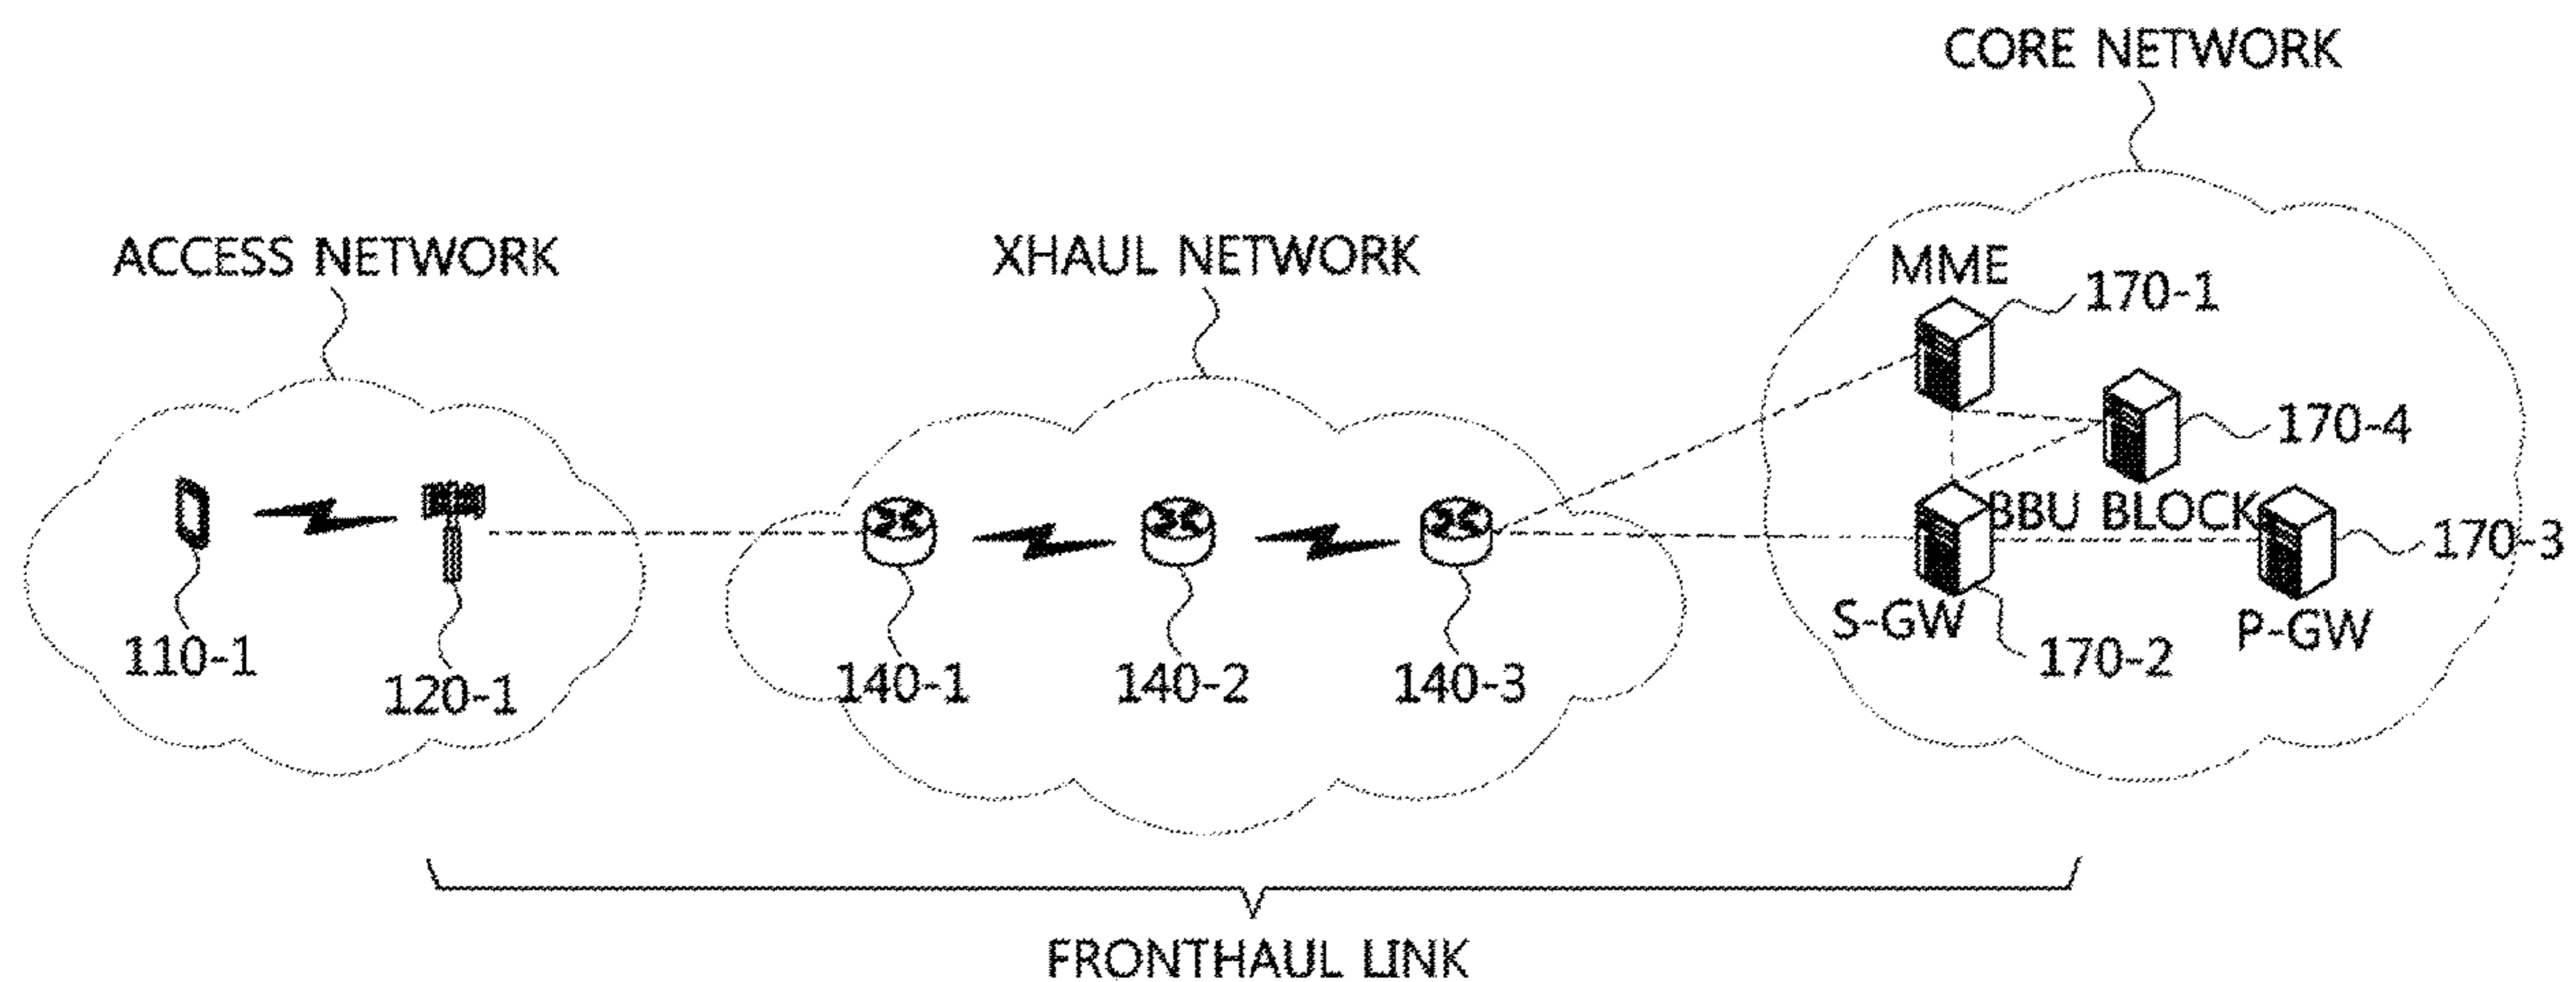 CORE NETWORK
ACCESS NETWORK
XHAUL NETWORK
MME
170-1
170-4
BBU BLOCK
170-3
S-GW
P-GW
170-2
110-1
120-1
140-1
140-2
140-3
FRONTHAUL LINK